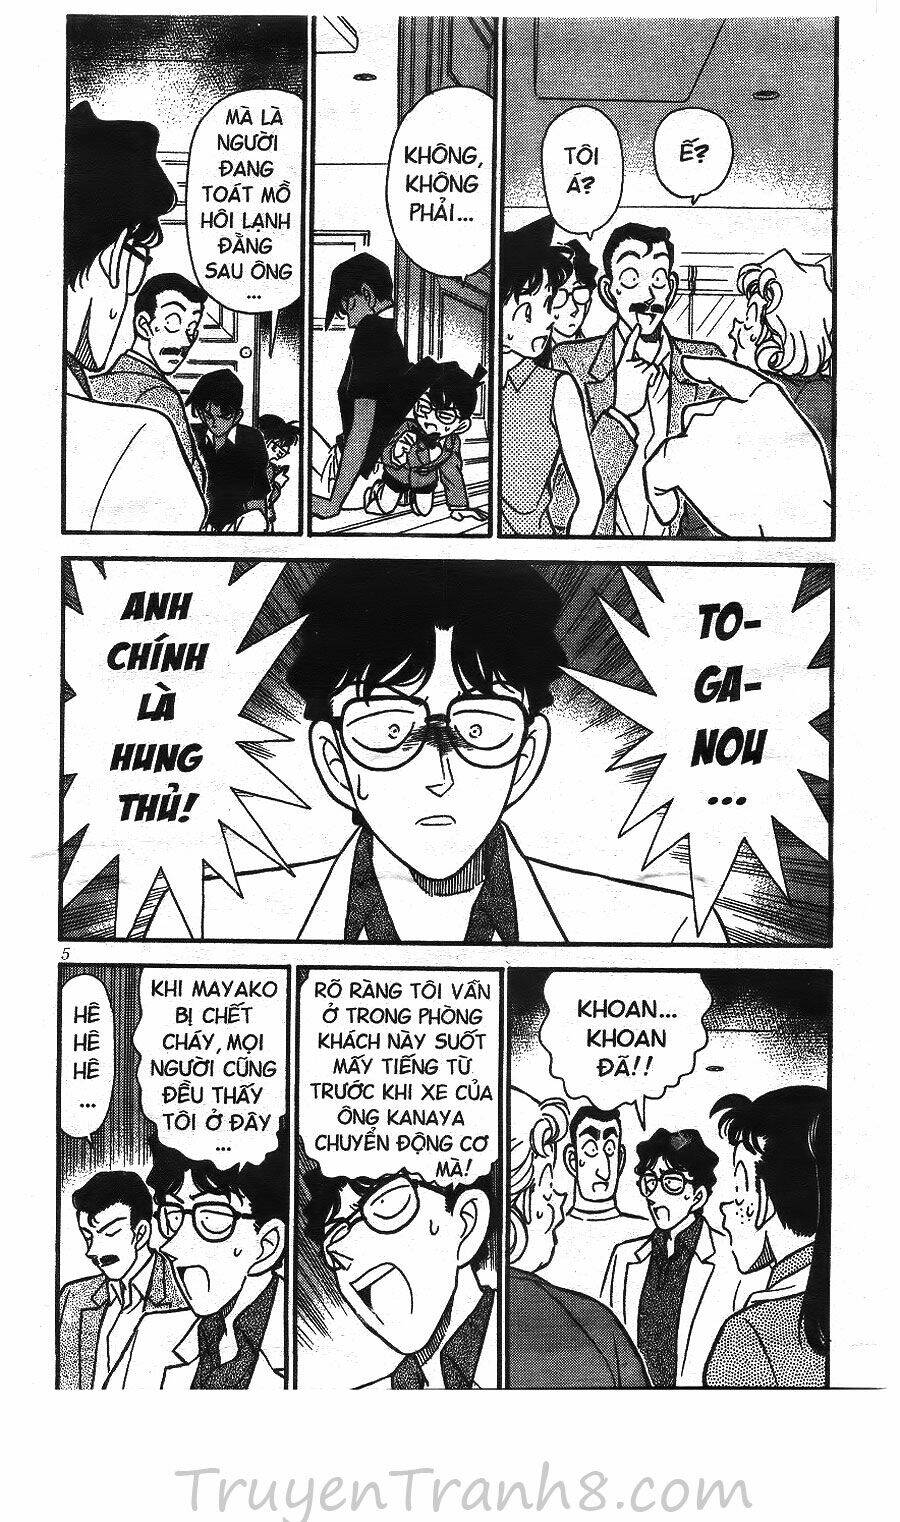 Ế?
TÔI
Á?
KHÔNG,
KHÔNG
PHẢI...
MÀ LÀ
NGƯỜI
ĐANG
TOÁT MỒ
HÔI LẠNH
ĐẰNG
SAU ÔNG
...
TO-
GA-
NOU
...
ANH
CHÍNH
LÀ
HUNG
THỦ!
5
KHOAN...
KHOAN
ĐÃ!!
RÕ RÀNG TÔI VẪN
Ở TRONG PHÒNG
KHÁCH NÀY SUỐT
MẤY TIẾNG TỪ
TRƯỚC KHI XE CỦA
ÔNG KANAYA
CHUYỂN ĐỘNG CƠ
MÀ!
KHI MAYAKO
BỊ CHẾT
CHÁY, MỌI
NGƯỜI CŨNG
ĐỀU THẤY
TÔI Ở ĐÂY
...
HÊ
HÊ
HÊ
...
TruyenTranh8.com